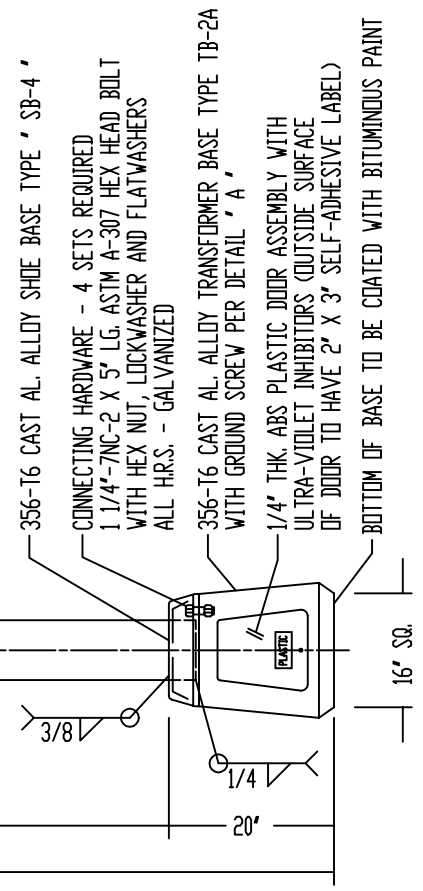 356-T6 CAST AL. ALLOY SHOE BASE TYPE ' SB-4 '
CONNECTING HARDWARE - 4 SETS REQUIRED
1 1/4"-7NC-2 X 5" LG. ASTM A-307 HEX HEAD BOLT
WITH HEX NUT, LOCKWASHER AND FLATWASHERS
ALL H.R.S. - GALVANIZED
356-T6 CAST AL. ALLOY TRANSFORMER BASE TYPE TB-2A
WITH GROUND SCREW PER DETAIL ' A '
1/4" THK. ABS PLASTIC DOOR ASSEMBLY WITH
ULTRA-VIOLET INHIBITORS (OUTSIDE SURFACE
OF DOOR TO HAVE 2" X 3" SELF-ADHESIVE LABEL)
BOTTOM OF BASE TO BE COATED WITH BITUMINOUS PAINT
3/8
1/4
PLASTIC
20"
16" SQ.